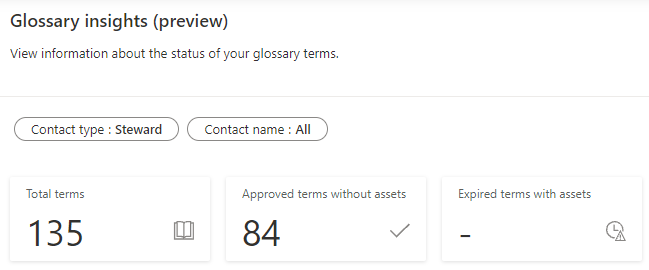 Glossary insights (preview)
View information about the status of your glossary terms.
Contact type : Steward
Contact name : All
Total terms
Approved terms without assets
Expired terms with assets
135
84
-